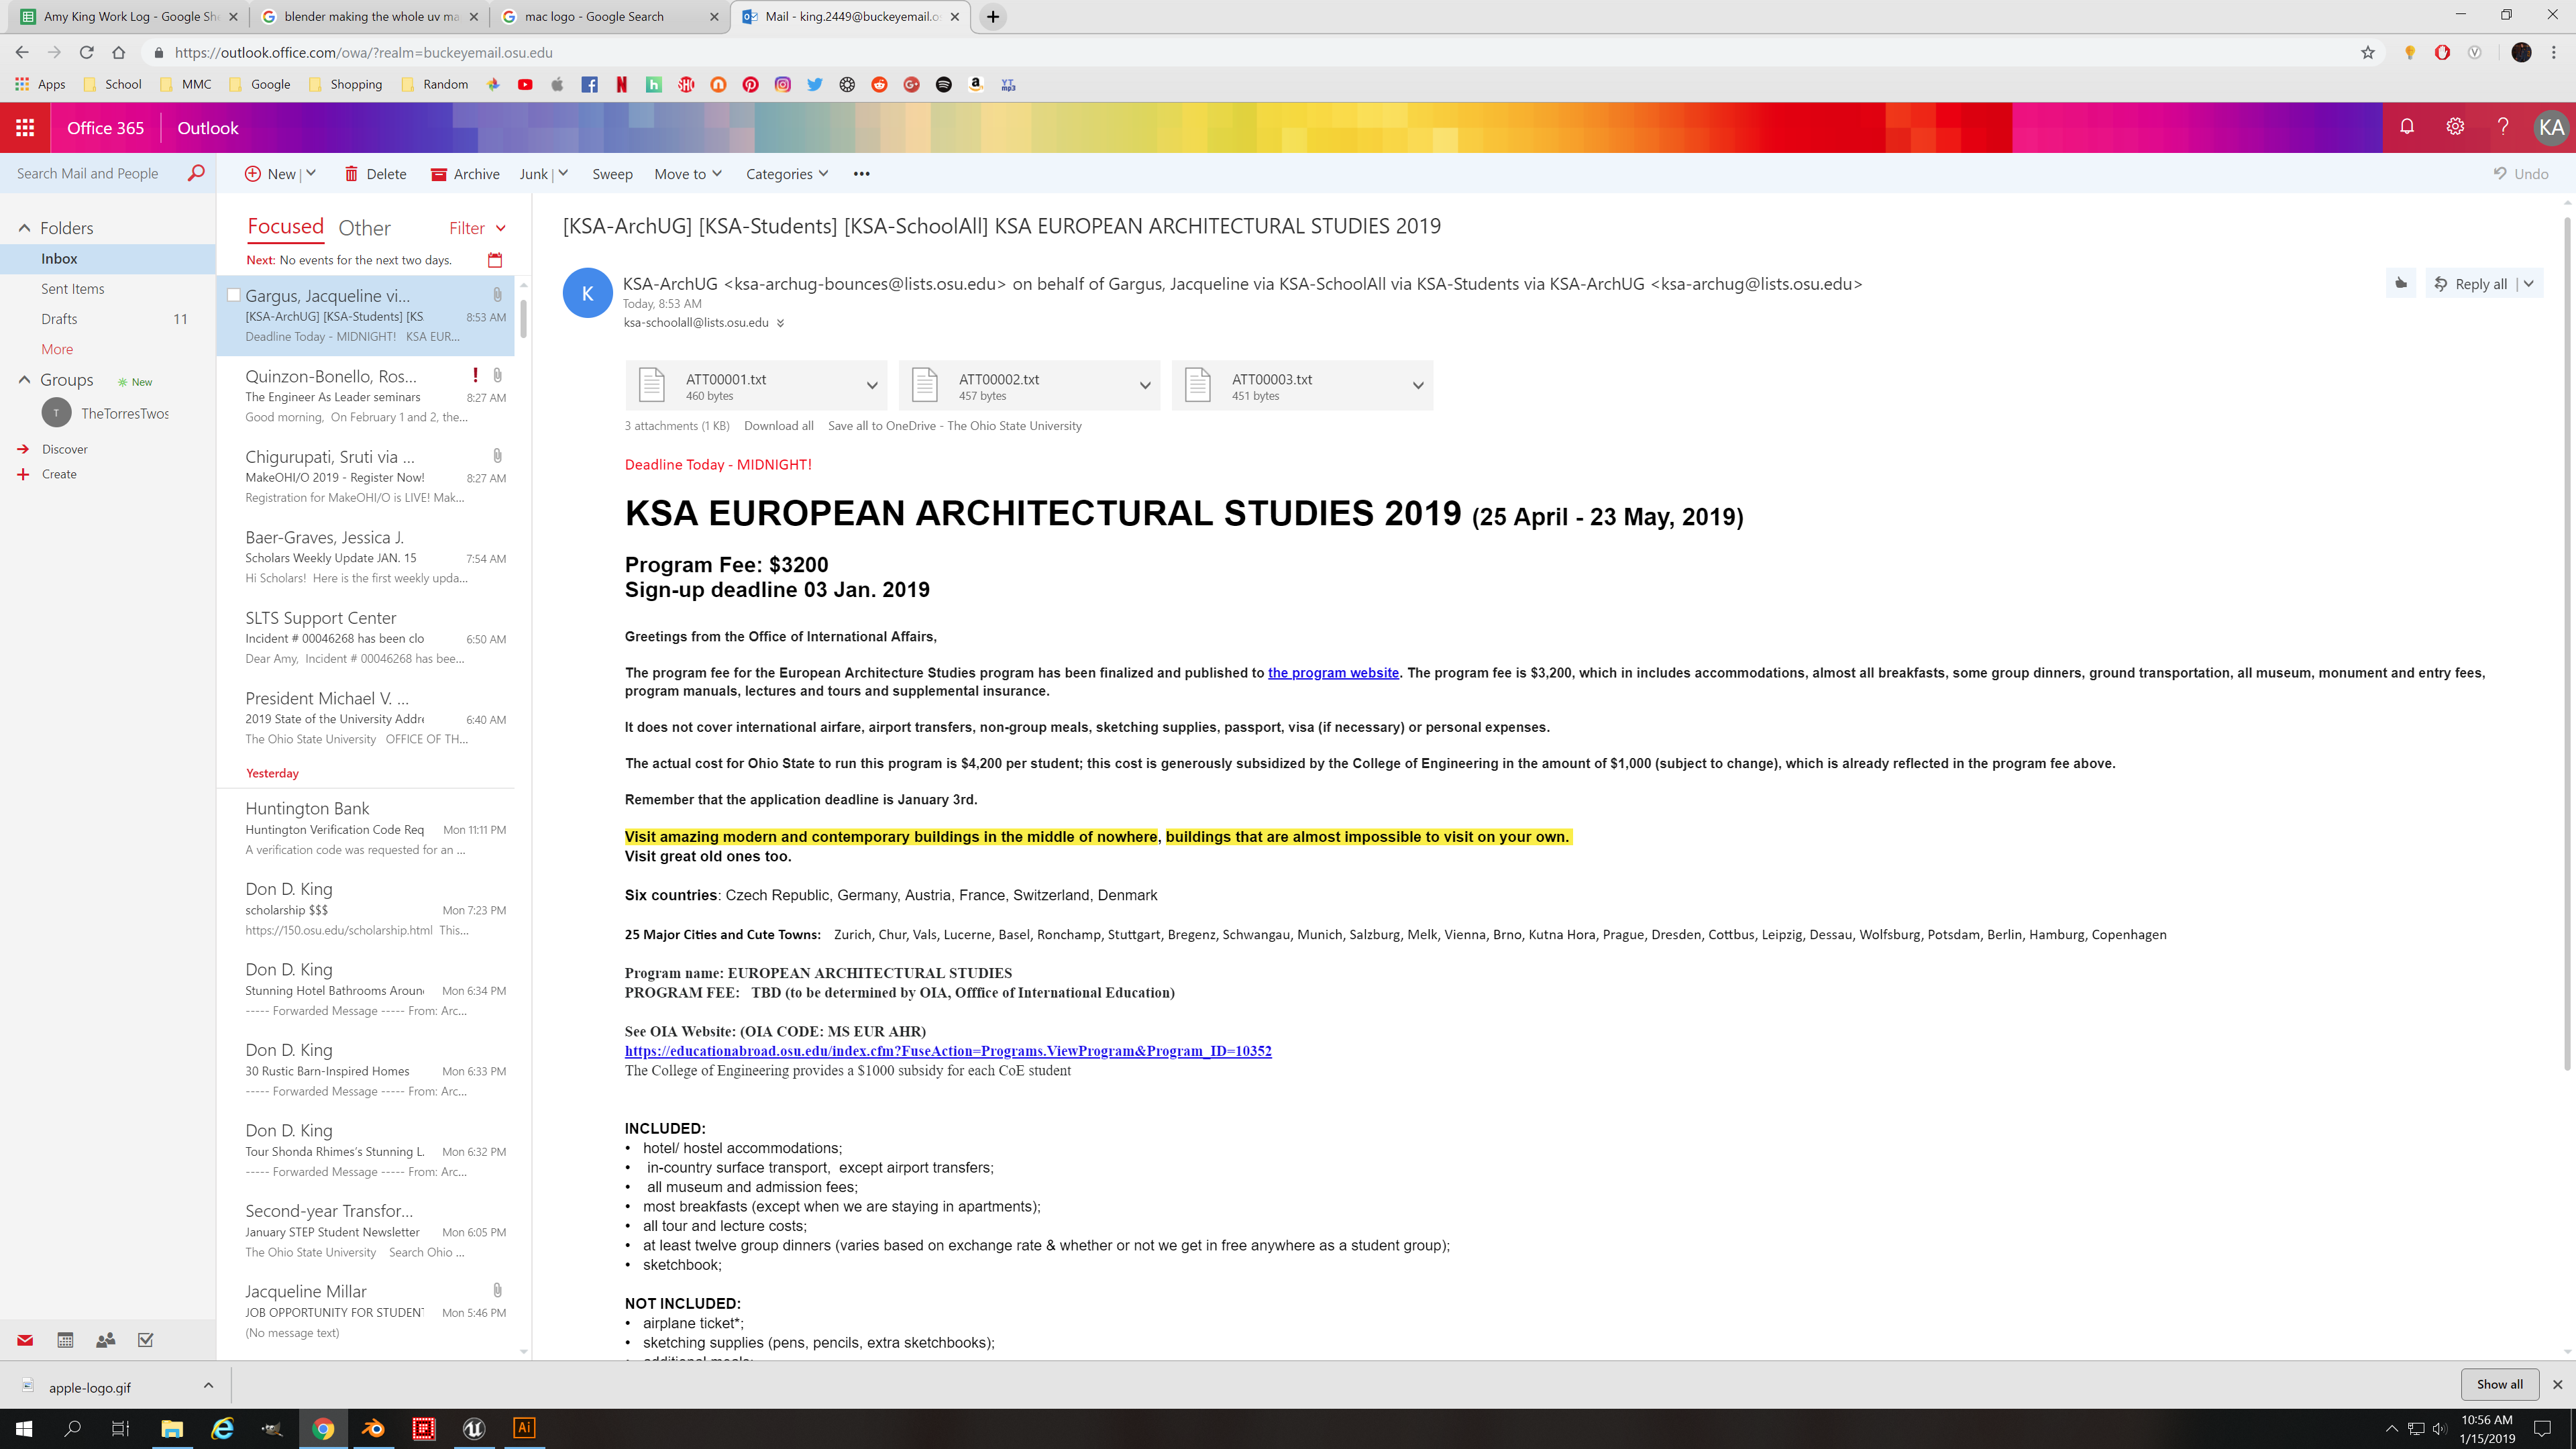 Amy King Work Log - Google She
blender making the whole uv ma
mac logo - Google Search
Mail - king.2449@buckeyemail.o
https://outlook.office.com/owa/?realm=buckeyemail.osu.edu
Apps School MMC Google Shopping Random
YT mp3
Office 365 Outlook
KA
Search Mail and People
New Delete Archive Junk Sweep Move to Categories Undo
Folders
Inbox
Sent Items
Drafts 11
More
Groups New
T TheTorresTwos
Discover
Create
Focused Other Filter
Next: No events for the next two days.
Gargus, Jacqueline vi...
[KSA-ArchUG] [KSA-Students] [KS. 8:53 AM
Deadline Today - MIDNIGHT! KSA EUR...
Quinzon-Bonello, Ros...
The Engineer As Leader seminars 8:27 AM
Good morning, On February 1 and 2, the...
Chigurupati, Sruti via ...
MakeOHI/O 2019 - Register Now! 8:27 AM
Registration for MakeOHI/O is LIVE! Mak...
Baer-Graves, Jessica J.
Scholars Weekly Update JAN. 15 7:54 AM
Hi Scholars! Here is the first weekly upda...
SLTS Support Center
Incident # 00046268 has been clo 6:50 AM
Dear Amy, Incident # 00046268 has bee...
President Michael V. ...
2019 State of the University Addre 6:40 AM
The Ohio State University OFFICE OF TH...
Yesterday
Huntington Bank
Huntington Verification Code Req Mon 11:11 PM
A verification code was requested for an ...
Don D. King
scholarship $$$ Mon 7:23 PM
https://150.osu.edu/scholarship.html This...
Don D. King
Stunning Hotel Bathrooms Aroun Mon 6:34 PM
----- Forwarded Message ----- From: Arc...
Don D. King
30 Rustic Barn-Inspired Homes Mon 6:33 PM
----- Forwarded Message ----- From: Arc...
Don D. King
Tour Shonda Rhimes's Stunning L. Mon 6:32 PM
----- Forwarded Message ----- From: Arc...
Second-year Transfor...
January STEP Student Newsletter Mon 6:05 PM
The Ohio State University Search Ohio ...
Jacqueline Millar
JOB OPPORTUNITY FOR STUDENT Mon 5:46 PM
(No message text)
[KSA-ArchUG] [KSA-Students] [KSA-SchoolAll] KSA EUROPEAN ARCHITECTURAL STUDIES 2019
K
KSA-ArchUG <ksa-archug-bounces@lists.osu.edu> on behalf of Gargus, Jacqueline via KSA-SchoolAll via KSA-Students via KSA-ArchUG <ksa-archug@lists.osu.edu>
Reply all
Today, 8:53 AM
ksa-schoolall@lists.osu.edu
ATT00001.txt
460 bytes
ATT00002.txt
457 bytes
ATT00003.txt
451 bytes
3 attachments (1 KB) Download all Save all to OneDrive - The Ohio State University
Deadline Today - MIDNIGHT!
KSA EUROPEAN ARCHITECTURAL STUDIES 2019 (25 April - 23 May, 2019)
Program Fee: $3200
Sign-up deadline 03 Jan. 2019
Greetings from the Office of International Affairs,
The program fee for the European Architecture Studies program has been finalized and published to the program website. The program fee is $3,200, which in includes accommodations, almost all breakfasts, some group dinners, ground transportation, all museum, monument and entry fees,
program manuals, lectures and tours and supplemental insurance.
It does not cover international airfare, airport transfers, non-group meals, sketching supplies, passport, visa (if necessary) or personal expenses.
The actual cost for Ohio State to run this program is $4,200 per student; this cost is generously subsidized by the College of Engineering in the amount of $1,000 (subject to change), which is already reflected in the program fee above.
Remember that the application deadline is January 3rd.
Visit amazing modern and contemporary buildings in the middle of nowhere, buildings that are almost impossible to visit on your own.
Visit great old ones too.
Six countries: Czech Republic, Germany, Austria, France, Switzerland, Denmark
25 Major Cities and Cute Towns: Zurich, Chur, Vals, Lucerne, Basel, Ronchamp, Stuttgart, Bregenz, Schwangau, Munich, Salzburg, Melk, Vienna, Brno, Kutna Hora, Prague, Dresden, Cottbus, Leipzig, Dessau, Wolfsburg, Potsdam, Berlin, Hamburg, Copenhagen
Program name: EUROPEAN ARCHITECTURAL STUDIES
PROGRAM FEE: TBD (to be determined by OIA, Offfice of International Education)
See OIA Website: (OIA CODE: MS EUR AHR)
https://educationabroad.osu.edu/index.cfm?FuseAction=Programs.ViewProgram&Program_ID=10352
The College of Engineering provides a $1000 subsidy for each CoE student
INCLUDED:
• hotel/ hostel accommodations;
• in-country surface transport, except airport transfers;
• all museum and admission fees;
• most breakfasts (except when we are staying in apartments);
• all tour and lecture costs;
• at least twelve group dinners (varies based on exchange rate & whether or not we get in free anywhere as a student group);
• sketchbook;
NOT INCLUDED:
• airplane ticket*;
• sketching supplies (pens, pencils, extra sketchbooks);
• additional meals;
apple-logo.gif
Show all
Ai
10:56 AM
1/15/2019